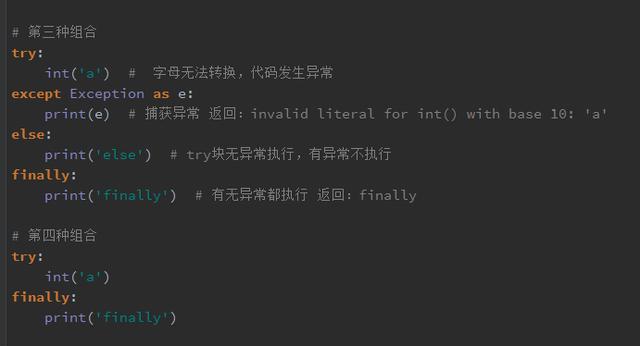 # 第三种组合
try:
    int('a')  #  字母无法转换，代码发生异常
except Exception as e:
    print(e)  # 捕获异常 返回：invalid literal for int() with base 10: 'a'
else:
    print('else')  # try块无异常执行，有异常不执行
finally:
    print('finally')  # 有无异常都执行 返回：finally
# 第四种组合
try:
    int('a')
finally:
    print('finally')